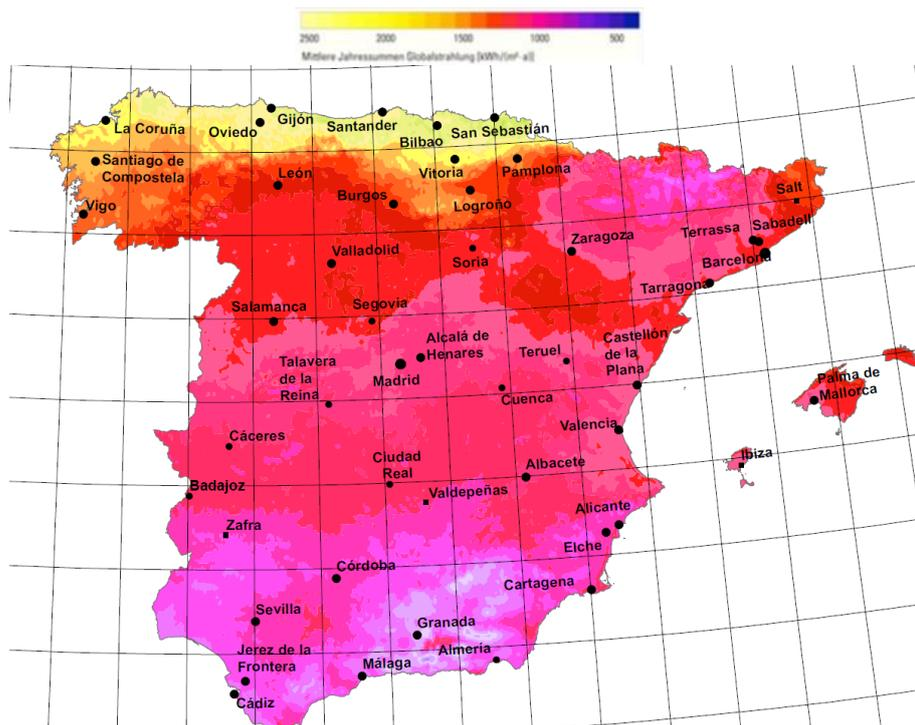 2500 2000 1500 1000 500
Mittlere Jahressummen Globalstrahlung [kWh/(m²·a)]
La Coruña
Oviedo
Gijón
Santander
Bilbao
San Sebastián
Santiago de
Compostela
León
Vitoria
Pamplona
Burgos
Logroño
Salt
Vigo
Valladolid
Soria
Zaragoza
Terrassa
Sabadell
Barcelona
Tarragona
Salamanca
Segovia
Alcalá de
Henares
Madrid
Talavera
de la
Reina
Teruel
Castellón
de la
Plana
Cuenca
Palma de
Mallorca
Cáceres
Valencia
Ciudad
Real
Albacete
Ibiza
Badajoz
Valdepeñas
Alicante
Zafra
Elche
Córdoba
Cartagena
Sevilla
Granada
Jerez de la
Frontera
Málaga
Almería
Cádiz